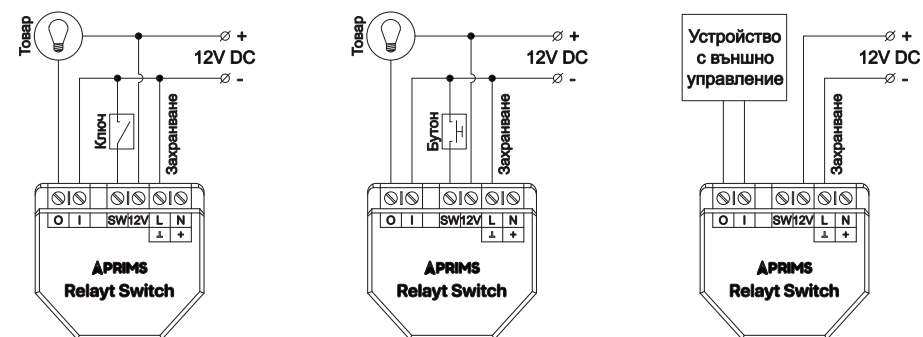 Товар
+
12V DC
-
Ключ
Захранване
O I SW 12V L N
⊥ +
APRIMS
Relayt Switch
Товар
+
12V DC
-
Бутон
Захранване
O I SW 12V L N
⊥ +
APRIMS
Relayt Switch
Устройство
с външно
управление
+
12V DC
-
Захранване
O I SW 12V L N
⊥ +
APRIMS
Relayt Switch